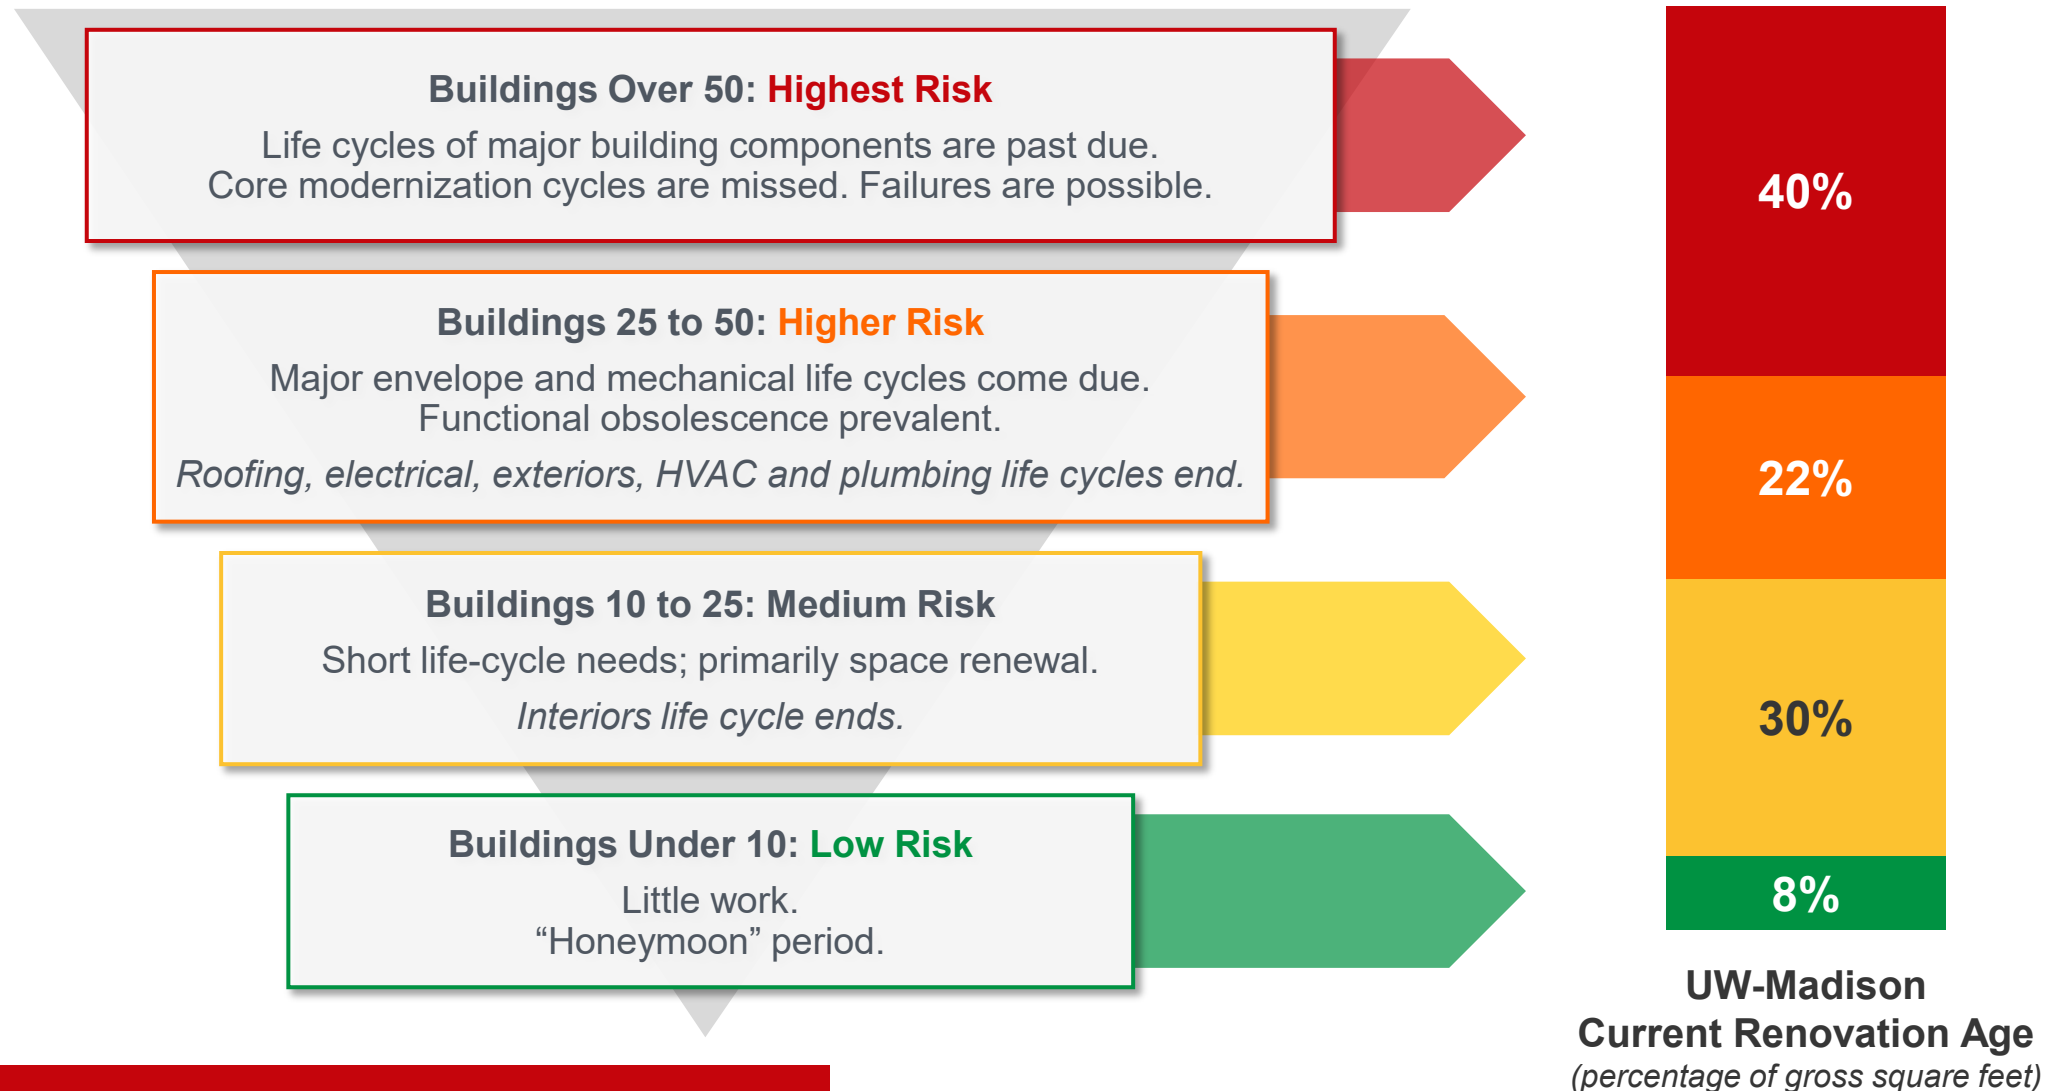 Buildings Over 50: Highest Risk
Life cycles of major building components are past due.
Core modernization cycles are missed. Failures are possible.
40%
Buildings 25 to 50: Higher Risk
Major envelope and mechanical life cycles come due.
Functional obsolescence prevalent.
Roofing, electrical, exteriors, HVAC and plumbing life cycles end.
22%
Buildings 10 to 25: Medium Risk
Short life-cycle needs; primarily space renewal.
Interiors life cycle ends.
30%
Buildings Under 10: Low Risk
Little work.
“Honeymoon” period.
8%
UW-Madison
Current Renovation Age
(percentage of gross square feet)